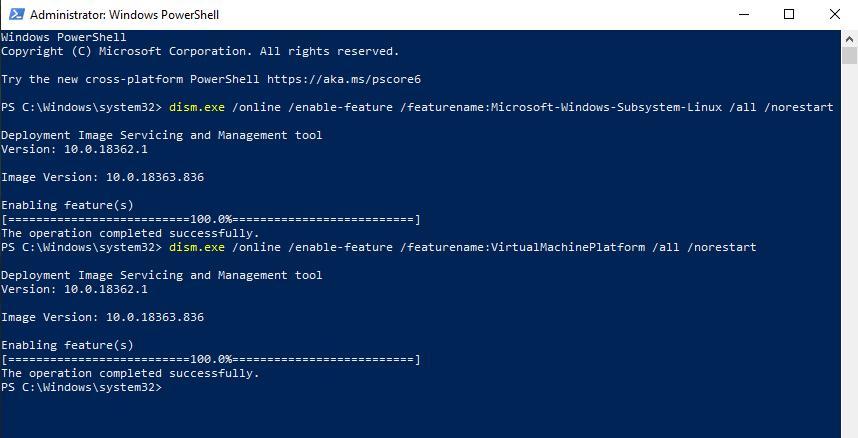 Administrator: Windows PowerShell
Windows PowerShell
Copyright (C) Microsoft Corporation. All rights reserved.
Try the new cross-platform PowerShell https://aka.ms/pscore6
PS C:\Windows\system32> dism.exe /online /enable-feature /featurename:Microsoft-Windows-Subsystem-Linux /all /norestart
Deployment Image Servicing and Management tool
Version: 10.0.18362.1
Image Version: 10.0.18363.836
Enabling feature(s)
[==========================100.0%==========================]
The operation completed successfully.
PS C:\Windows\system32> dism.exe /online /enable-feature /featurename:VirtualMachinePlatform /all /norestart
Deployment Image Servicing and Management tool
Version: 10.0.18362.1
Image Version: 10.0.18363.836
Enabling feature(s)
[==========================100.0%==========================]
The operation completed successfully.
PS C:\Windows\system32>